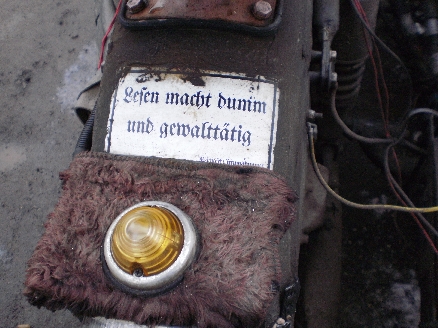 Lesen macht dumm
und gewalttätig